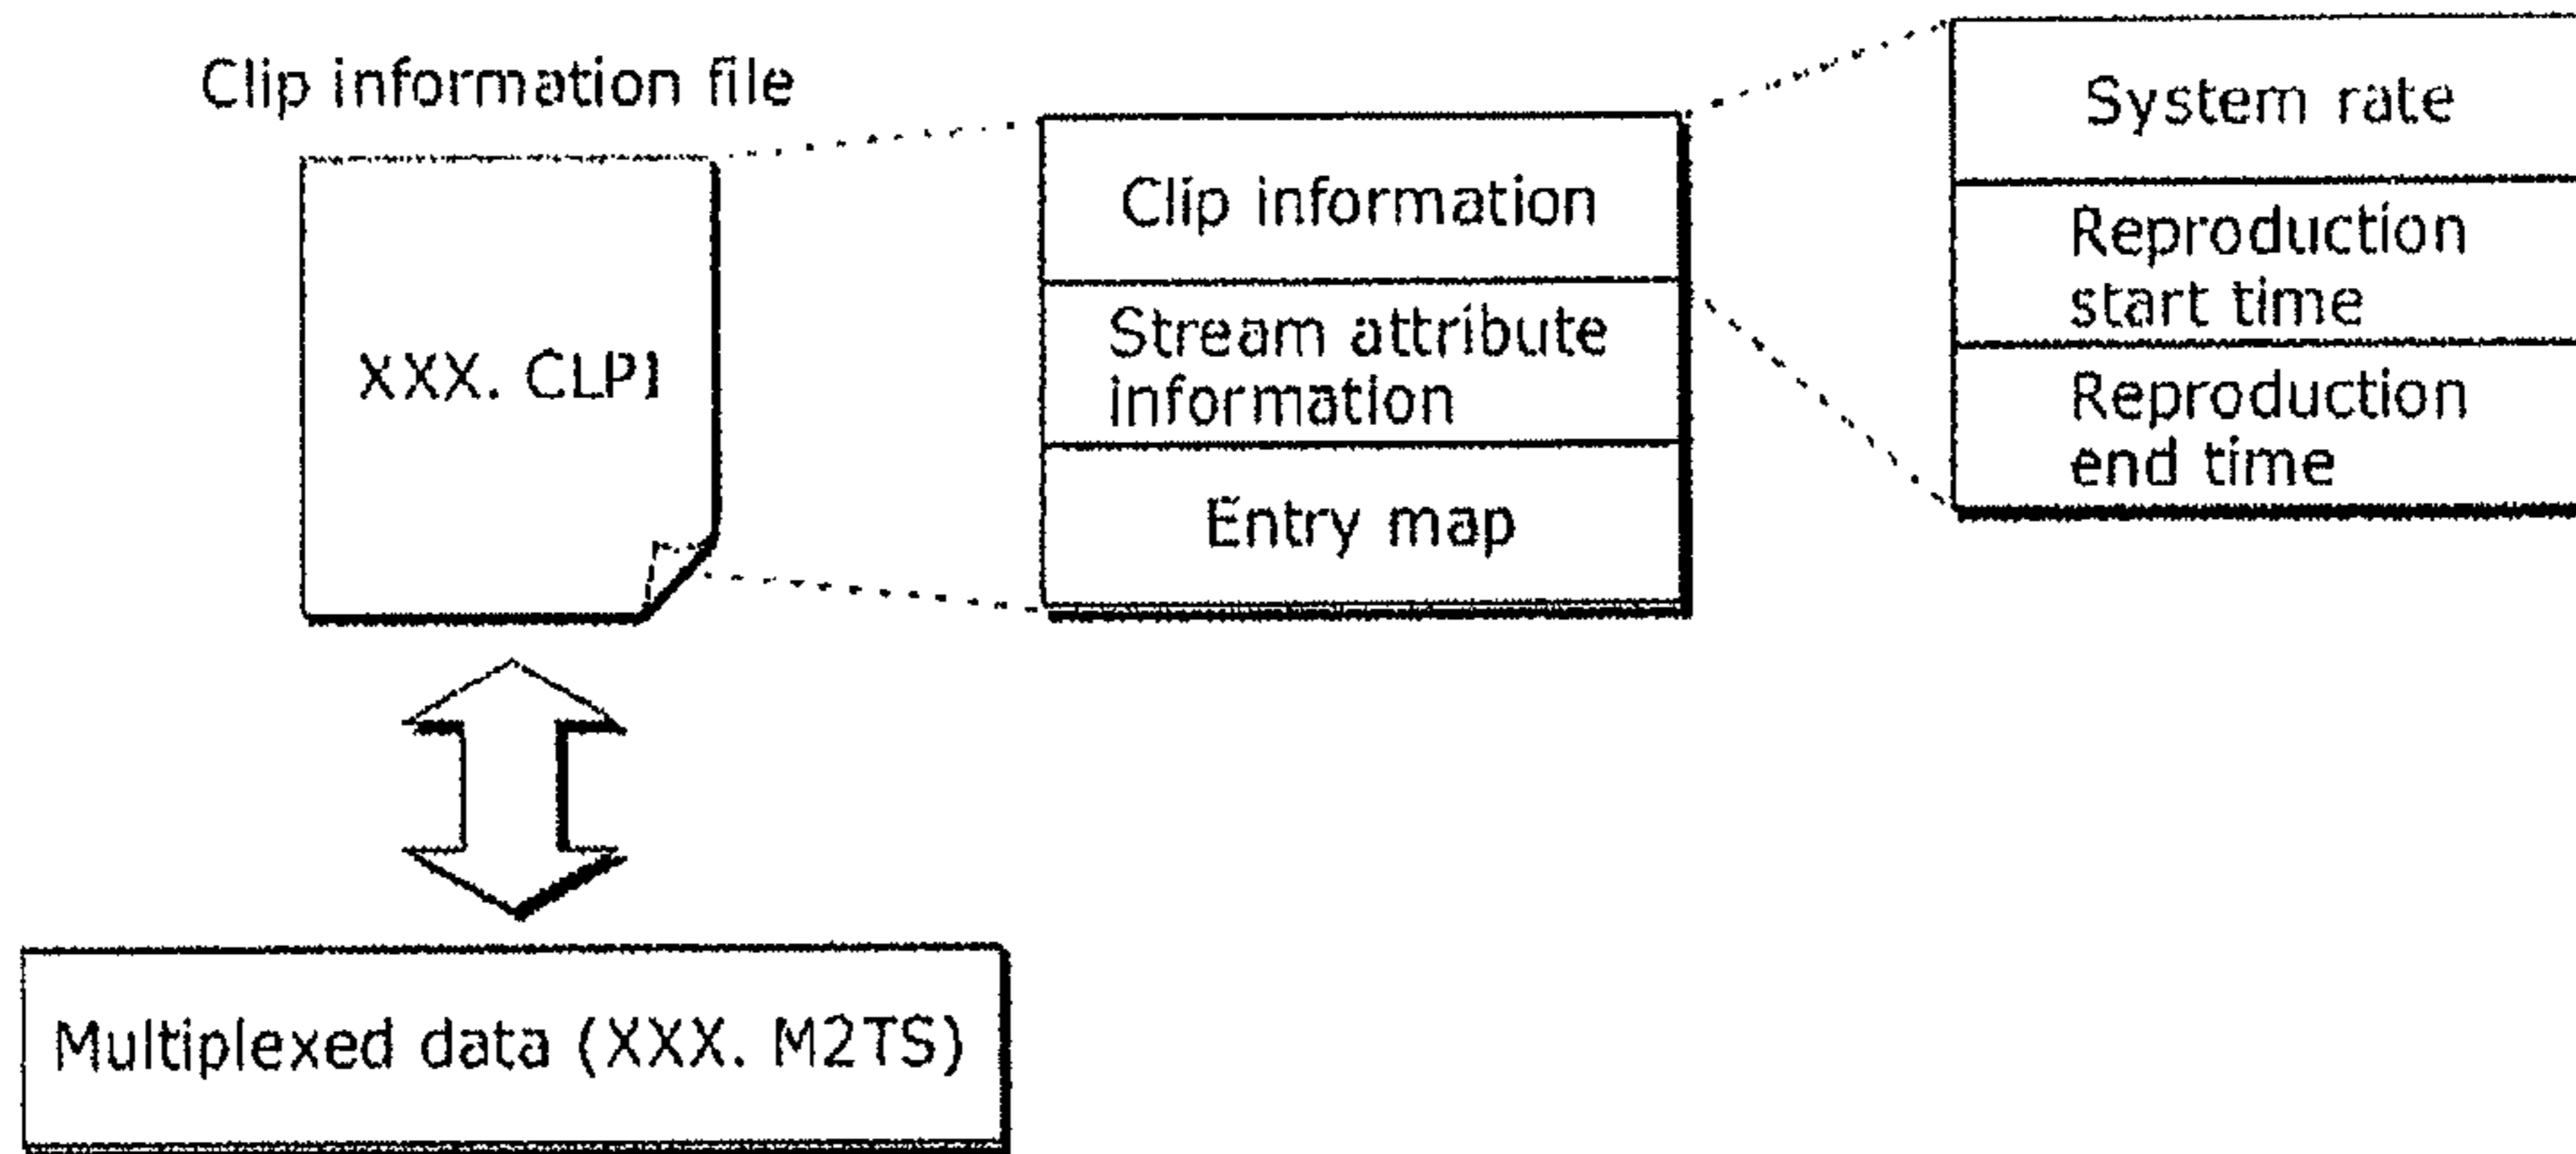 Clip information file
XXX. CLPI
Clip information
Stream attribute
information
Entry map
System rate
Reproduction
start time
Reproduction
end time
Multiplexed data (XXX. M2TS)